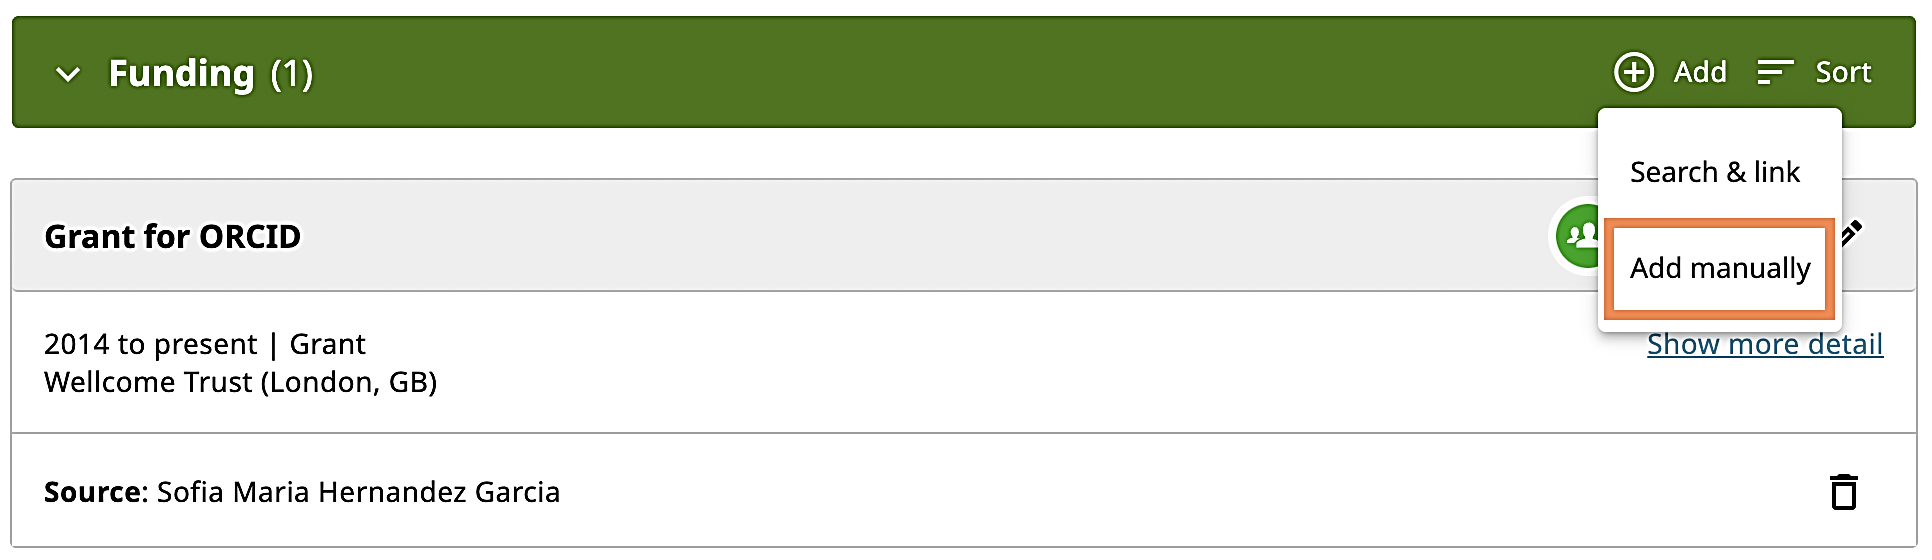 Funding (1)
Add
Sort
Search & link
Add manually
Grant for ORCID
2014 to present | Grant
Wellcome Trust (London, GB)
Show more detail
Source: Sofia Maria Hernandez Garcia